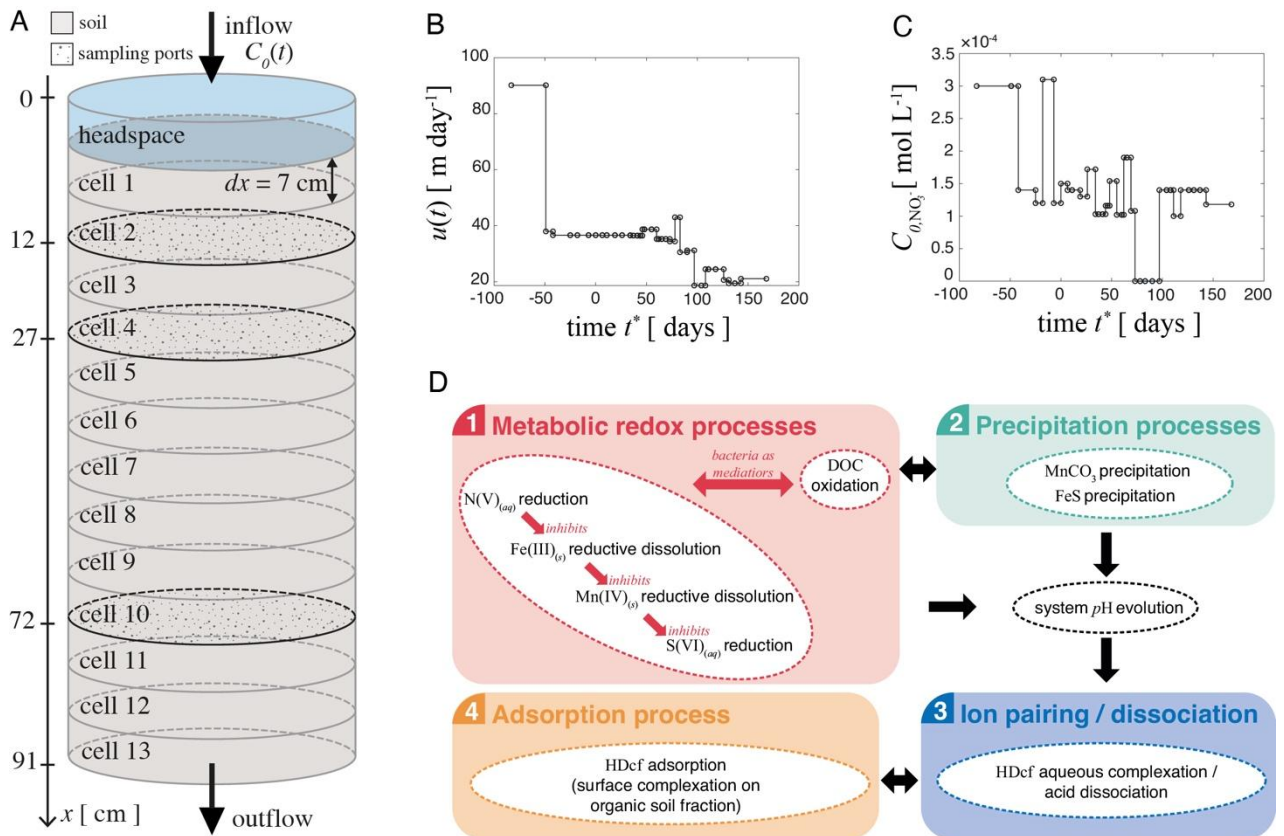 A
soil
sampling ports
inflow
C₀(t)
0
headspace
cell 1
dx = 7 cm
cell 2
12
cell 3
cell 4
27
cell 5
cell 6
cell 7
cell 8
cell 9
cell 10
72
cell 11
cell 12
cell 13
91
x [ cm ]
outflow
B
u(t) [ m day⁻¹]
100
80
60
40
20
-100 -50 0 50 100 150 200
time t* [ days ]
C
×10⁻⁴
C₀,NO₃⁻ [ mol L⁻¹]
3.5
3
2.5
2
1.5
1
0.5
0
-100 -50 0 50 100 150 200
time t* [ days ]
D
1 Metabolic redox processes
bacteria as
mediatiors
DOC
oxidation
N(V)(aq) reduction
inhibits
Fe(III)(s) reductive dissolution
inhibits
Mn(IV)(s) reductive dissolution
inhibits
S(VI)(aq) reduction
2 Precipitation processes
MnCO₃ precipitation
FeS precipitation
system pH evolution
4 Adsorption process
HDcf adsorption
(surface complexation on
organic soil fraction)
3 Ion pairing / dissociation
HDcf aqueous complexation /
acid dissociation